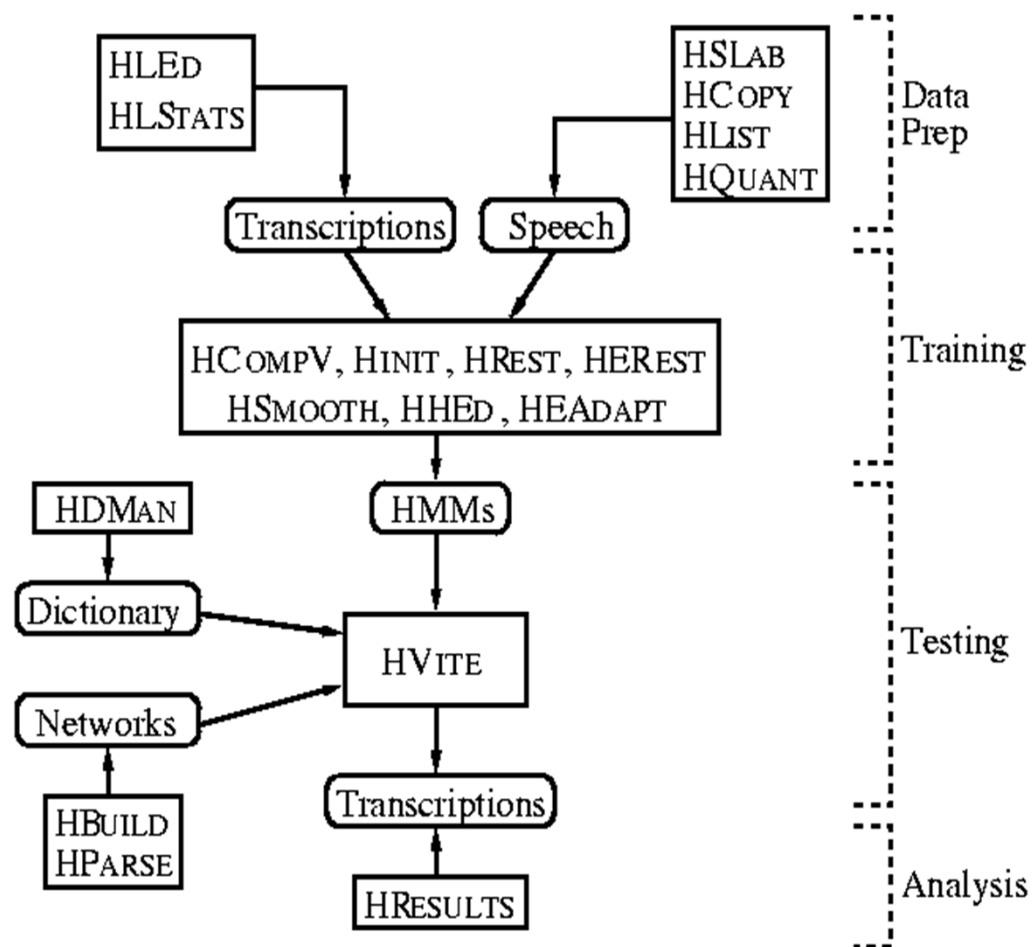 HLED
HLSTATS
HSLAB
HCOPY
HLIST
HQUANT
Data
Prep
Transcriptions
Speech
HCOMPV, HINIT, HREST, HEREST
HSMOOTH, HHED, HEADAPT
Training
HDMAN
HMMs
Dictionary
HVITE
Testing
Networks
Transcriptions
HBUILD
HPARSE
HRESULTS
Analysis